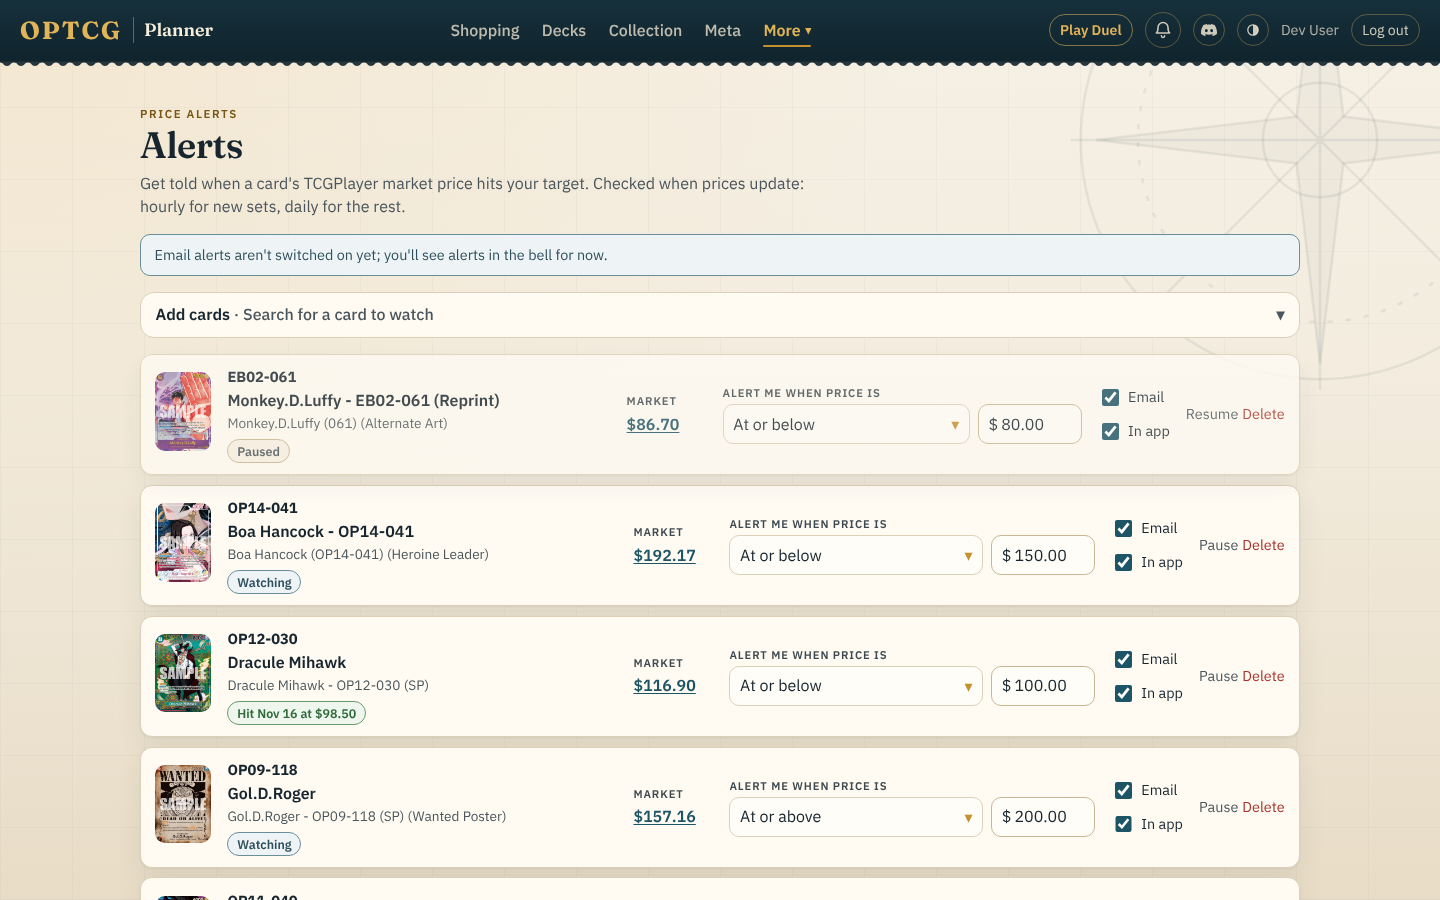 OPTCG Planner
Shopping Decks Collection Meta More ▾
Play Duel Dev User Log out
PRICE ALERTS
Alerts
Get told when a card's TCGPlayer market price hits your target. Checked when prices update:
hourly for new sets, daily for the rest.
Email alerts aren't switched on yet; you'll see alerts in the bell for now.
Add cards · Search for a card to watch ▼
EB02-061
Monkey.D.Luffy - EB02-061 (Reprint)
Monkey.D.Luffy (061) (Alternate Art)
Paused
SAMPLE
MARKET
$86.70
ALERT ME WHEN PRICE IS
At or below ▾
$ 80.00
Email
In app
Resume Delete
OP14-041
Boa Hancock - OP14-041
Boa Hancock (OP14-041) (Heroine Leader)
Watching
MARKET
$192.17
ALERT ME WHEN PRICE IS
At or below ▾
$ 150.00
Email
In app
Pause Delete
OP12-030
Dracule Mihawk
Dracule Mihawk - OP12-030 (SP)
Hit Nov 16 at $98.50
SAMPLE
MARKET
$116.90
ALERT ME WHEN PRICE IS
At or below ▾
$ 100.00
Email
In app
Pause Delete
OP09-118
Gol.D.Roger
Gol.D.Roger - OP09-118 (SP) (Wanted Poster)
Watching
WANTED
SAMPLE
DEAD OR ALIVE
MARKET
$157.16
ALERT ME WHEN PRICE IS
At or above ▾
$ 200.00
Email
In app
Pause Delete